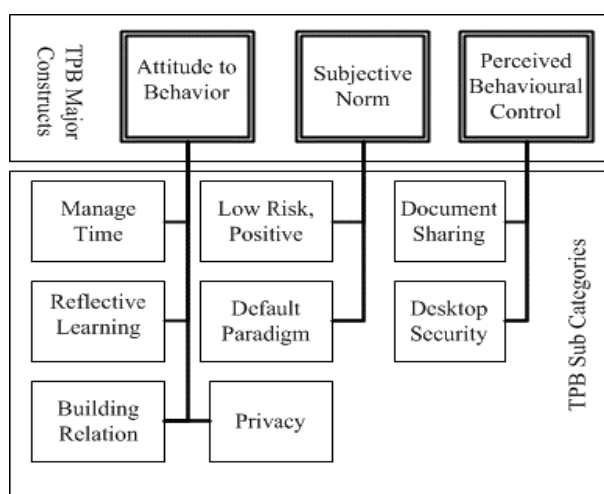 TPB Major
Constructs
Attitude to
Behavior
Subjective
Norm
Perceived
Behavioural
Control
Manage
Time
Low Risk,
Positive
Document
Sharing
Reflective
Learning
Default
Paradigm
Desktop
Security
Building
Relation
Privacy
TPB Sub Categories